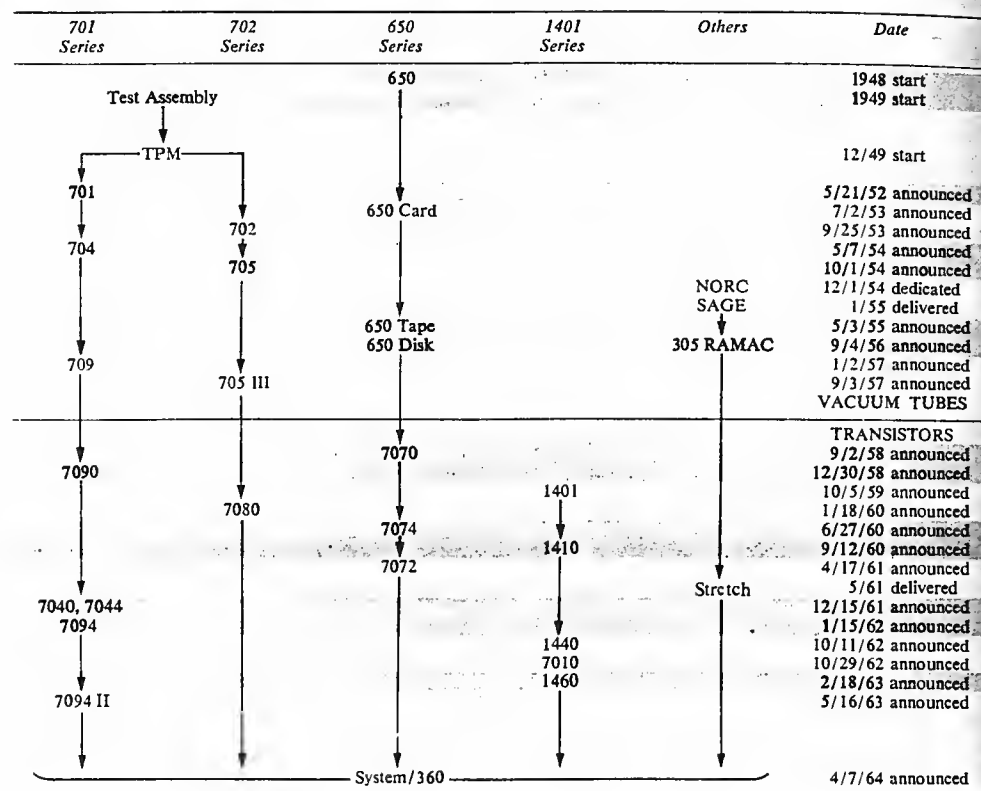 701 Series 702 Series 650 Series 1401 Series Others Date
650 1948 start
Test Assembly 1949 start
TPM 12/49 start
701 5/21/52 announced
650 Card 7/2/53 announced
702 9/25/53 announced
704 5/7/54 announced
705 10/1/54 announced
NORC 12/1/54 dedicated
SAGE 1/55 delivered
650 Tape 5/3/55 announced
650 Disk 305 RAMAC 9/4/56 announced
709 1/2/57 announced
705 III 9/3/57 announced
VACUUM TUBES
TRANSISTORS
7070 9/2/58 announced
7090 12/30/58 announced
1401 10/5/59 announced
7080 1/18/60 announced
7074 6/27/60 announced
1410 9/12/60 announced
7072 4/17/61 announced
Stretch 5/61 delivered
7040, 7044 12/15/61 announced
7094 1/15/62 announced
1440 10/11/62 announced
7010 10/29/62 announced
1460 2/18/63 announced
7094 II 5/16/63 announced
System/360 4/7/64 announced